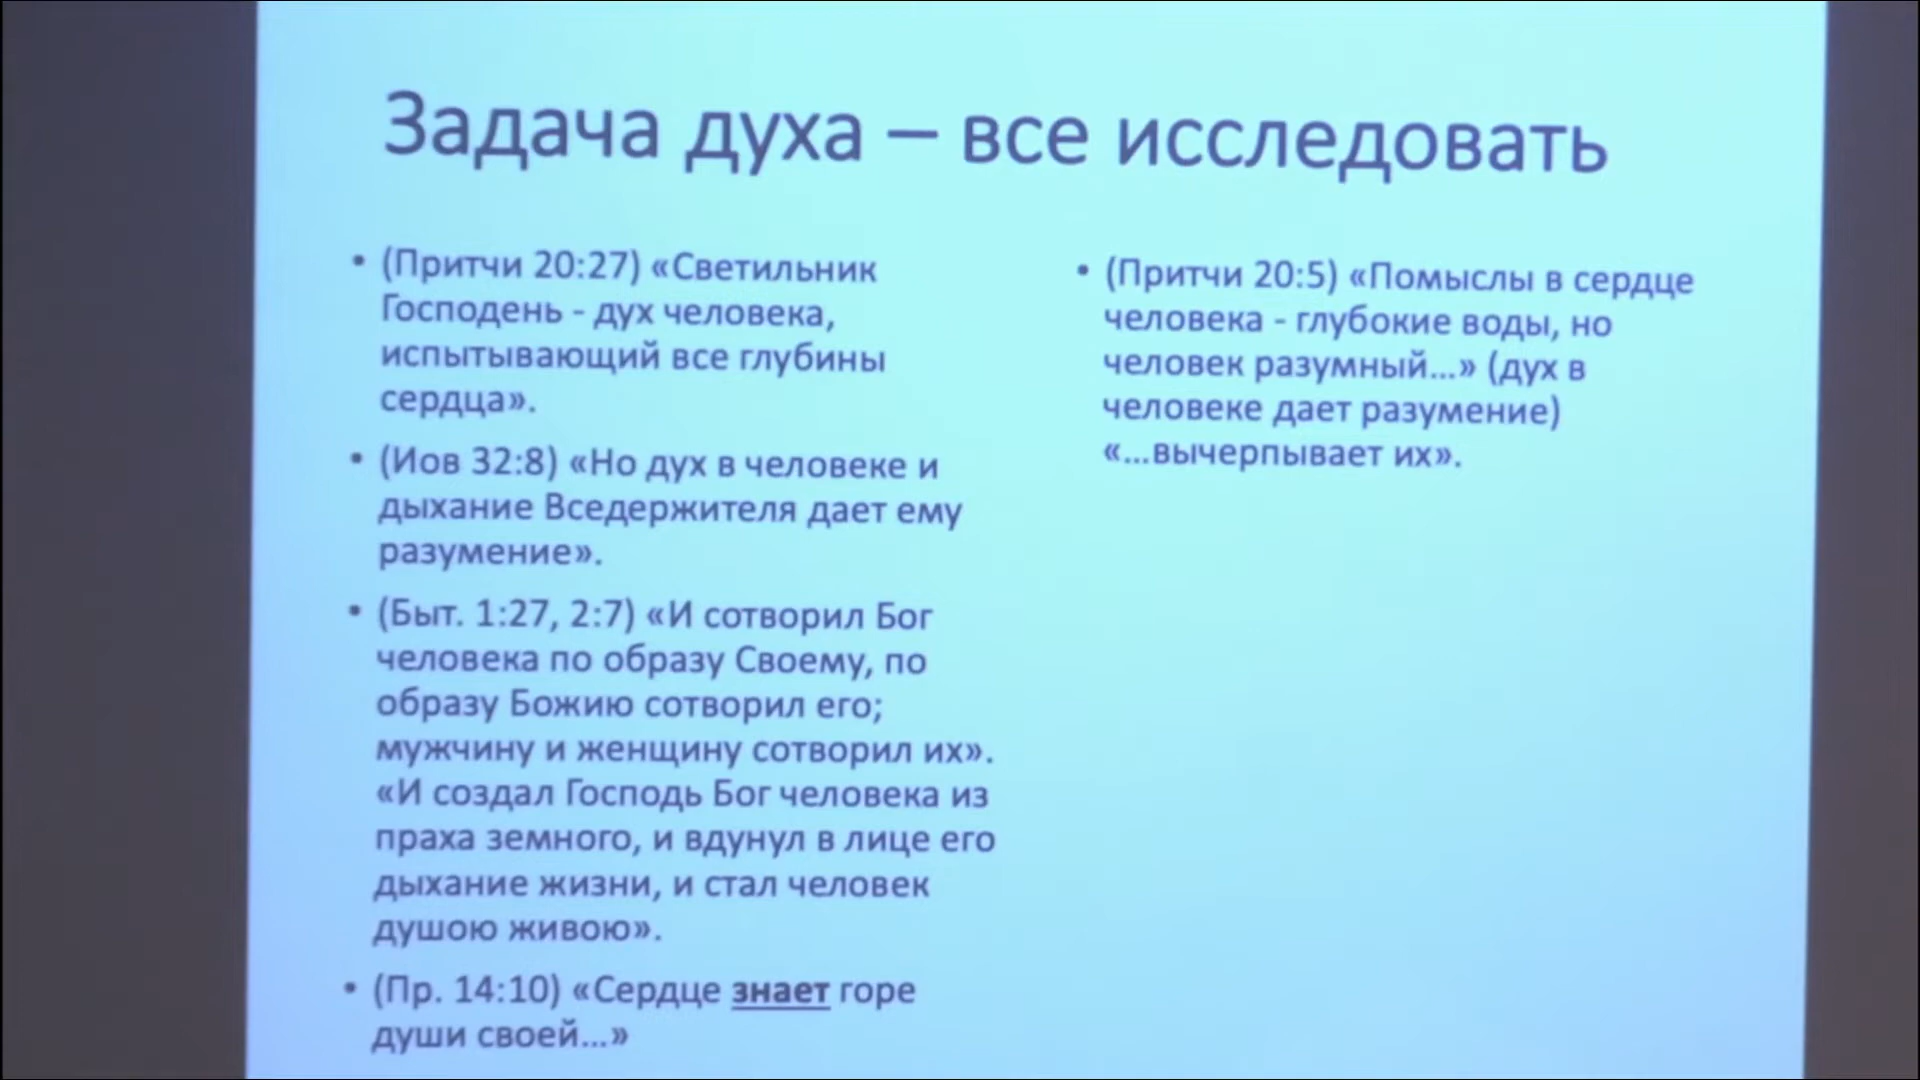 Задача духа – все исследовать
• (Притчи 20:27) «Светильник
Господень - дух человека,
испытывающий все глубины
сердца».
• (Иов 32:8) «Но дух в человеке и
дыхание Вседержителя дает ему
разумение».
• (Быт. 1:27, 2:7) «И сотворил Бог
человека по образу Своему, по
образу Божию сотворил его;
мужчину и женщину сотворил их».
«И создал Господь Бог человека из
праха земного, и вдунул в лице его
дыхание жизни, и стал человек
душою живою».
• (Пр. 14:10) «Сердце знает горе
души своей...»
• (Притчи 20:5) «Помыслы в сердце
человека - глубокие воды, но
человек разумный...» (дух в
человеке дает разумение)
«...вычерпывает их».